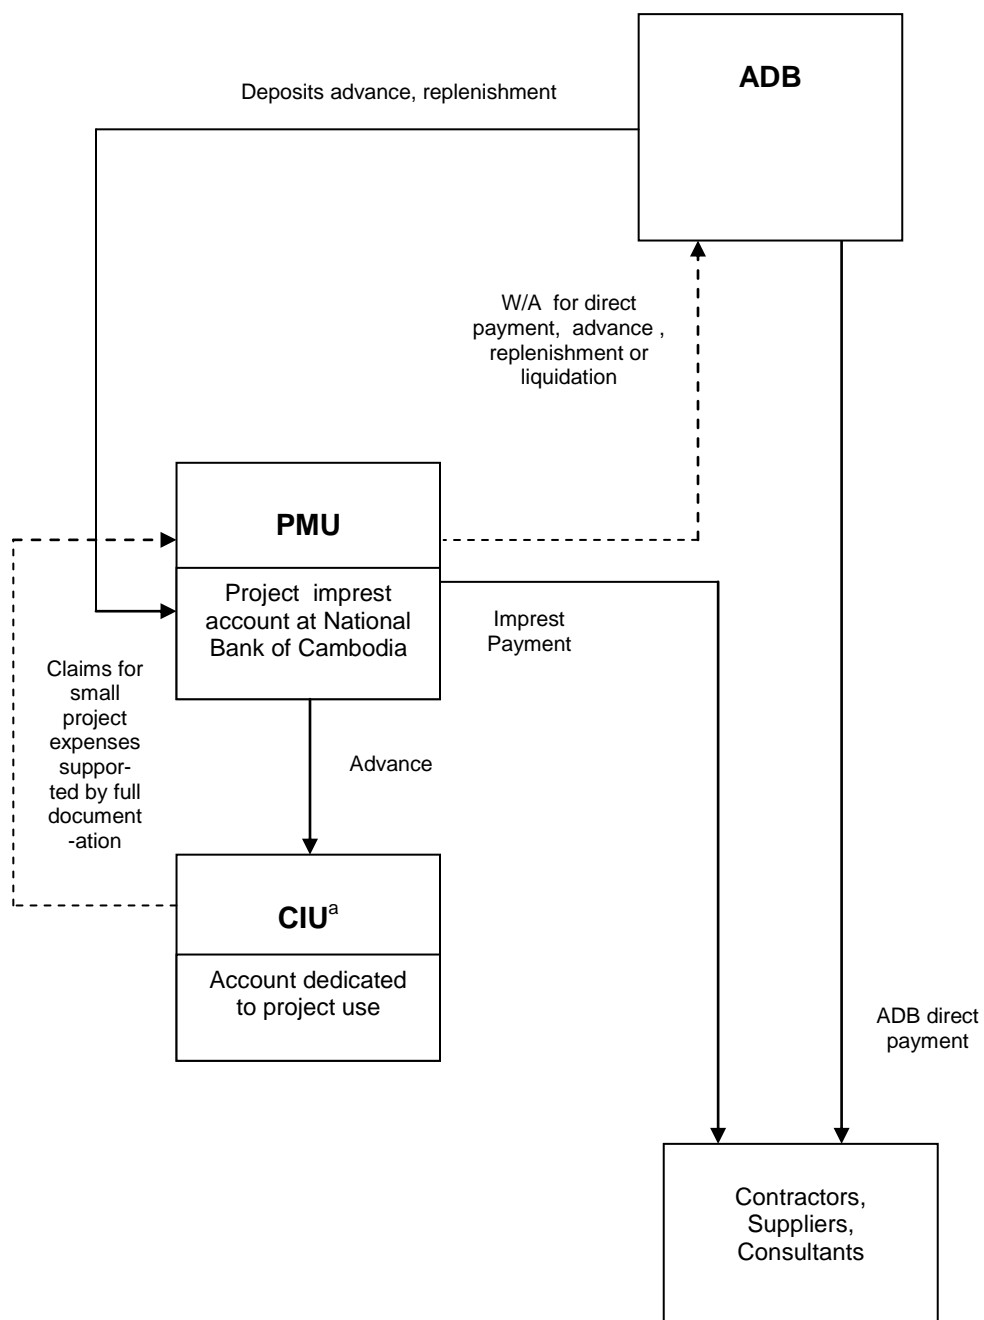 ADB
Deposits advance, replenishment
W/A  for direct
payment,  advance ,
replenishment or
liquidation
PMU
Project  imprest
account at National
Bank of Cambodia
Imprest
Payment
Claims for
small
project
expenses
suppor-
ted by full
document
-ation
Advance
CIUᵃ
Account dedicated
to project use
ADB direct
payment
Contractors,
Suppliers,
Consultants